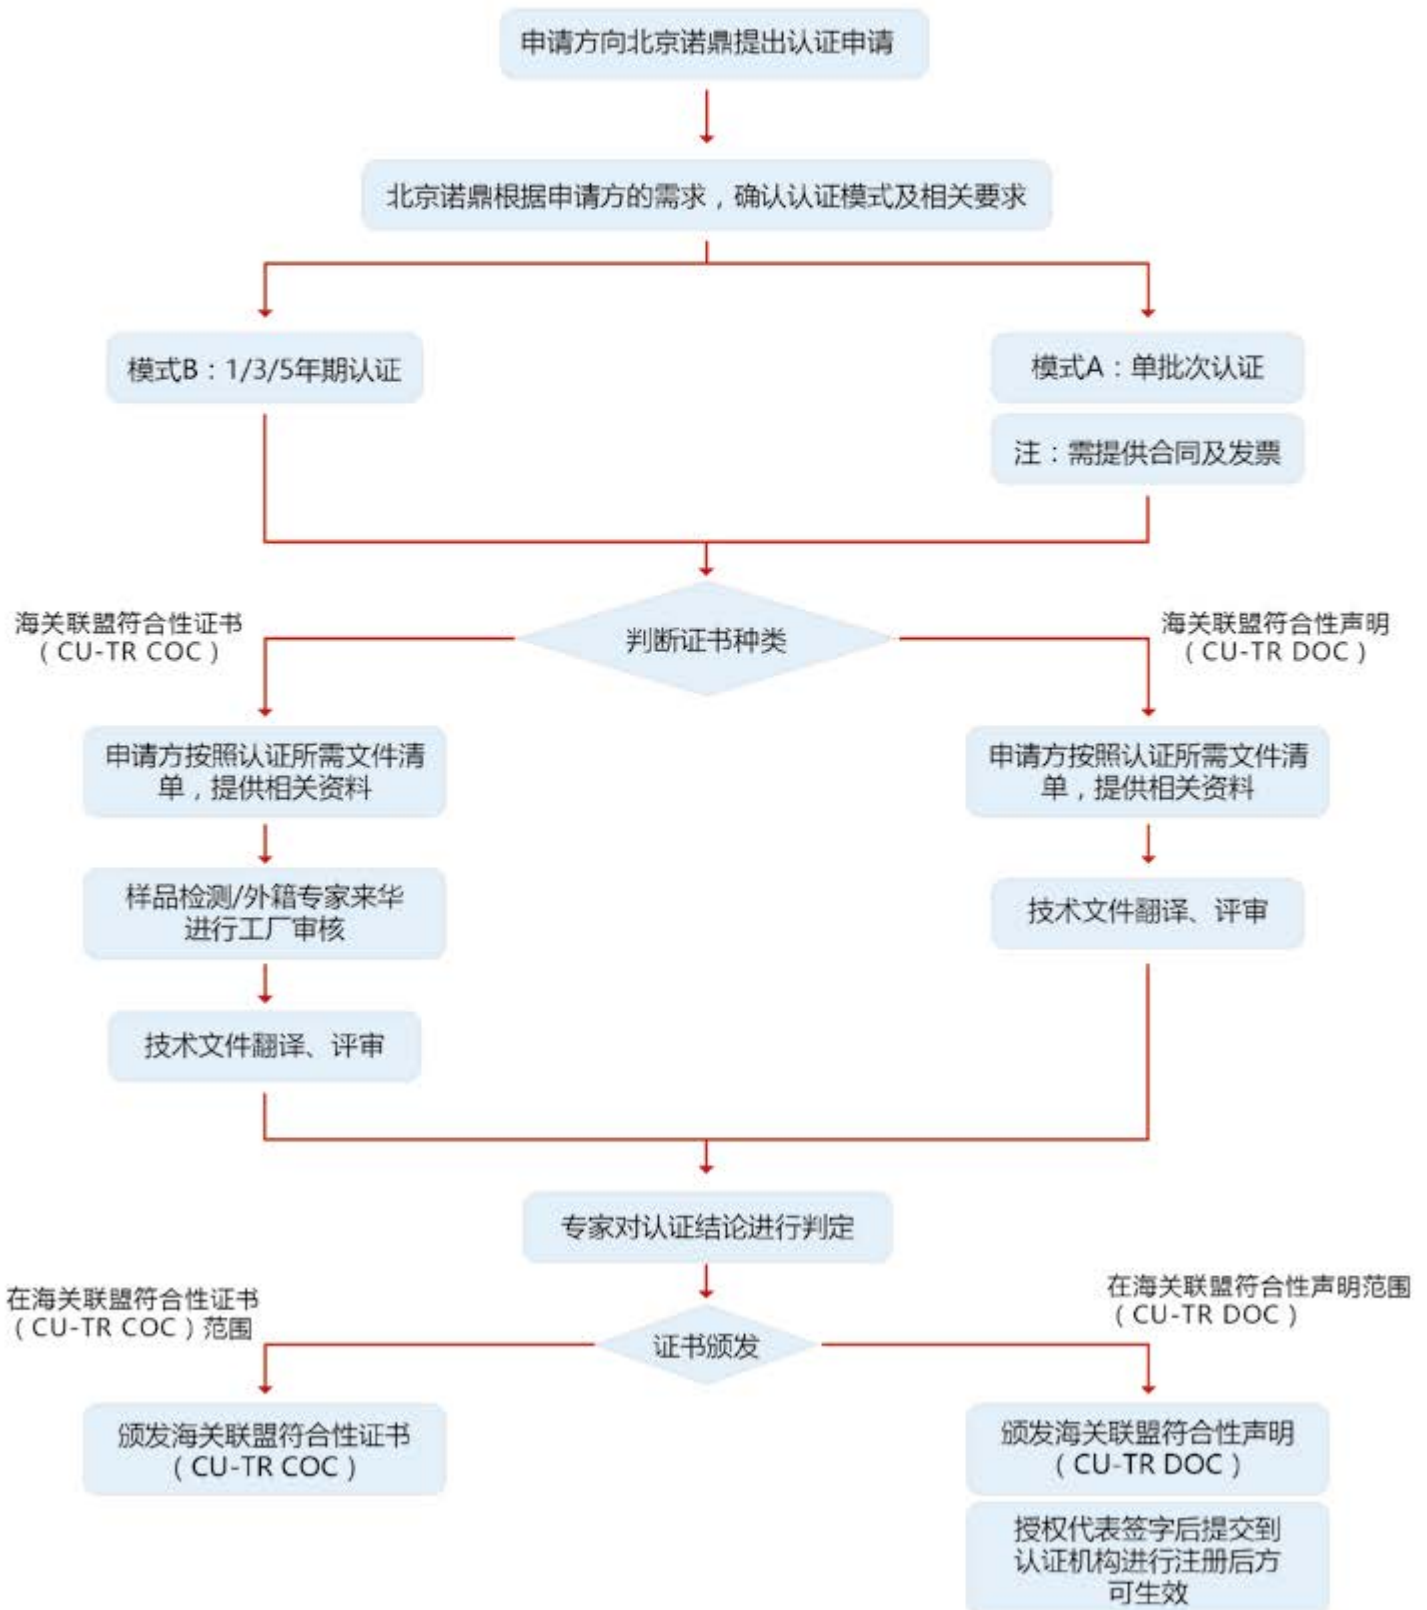 申请方向北京诺鼎提出认证申请
北京诺鼎根据申请方的需求，确认认证模式及相关要求
模式B：1/3/5年期认证
模式A：单批次认证
注：需提供合同及发票
海关联盟符合性证书
（CU-TR COC）
判断证书种类
海关联盟符合性声明
（CU-TR DOC）
申请方按照认证所需文件清
单，提供相关资料
申请方按照认证所需文件清
单，提供相关资料
样品检测/外籍专家来华
进行工厂审核
技术文件翻译、评审
技术文件翻译、评审
专家对认证结论进行判定
在海关联盟符合性证书
（CU-TR COC）范围
在海关联盟符合性声明范围
（CU-TR DOC）
证书颁发
颁发海关联盟符合性证书
（CU-TR COC）
颁发海关联盟符合性声明
（CU-TR DOC）
授权代表签字后提交到
认证机构进行注册后方
可生效